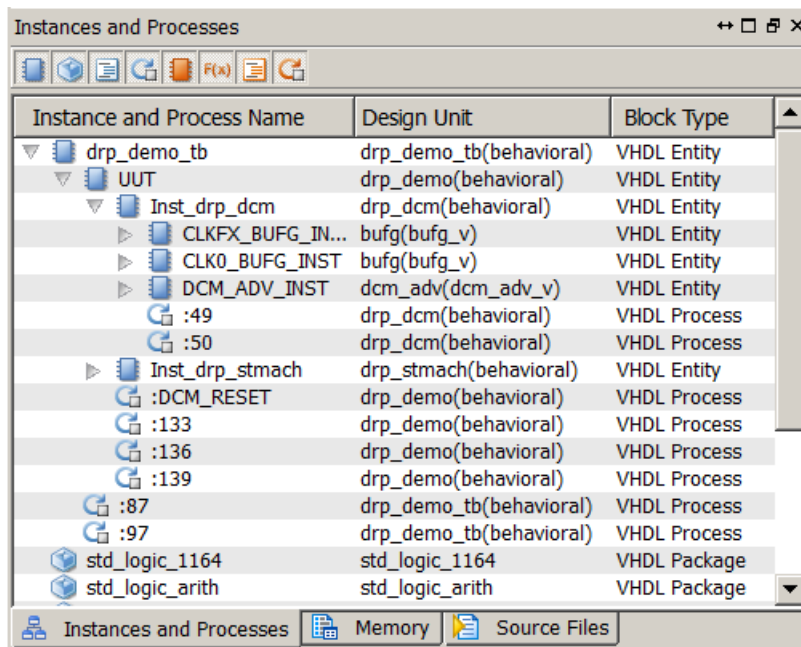 Instances and Processes
F(x)
Instance and Process Name Design Unit Block Type
drp_demo_tb drp_demo_tb(behavioral) VHDL Entity
UUT drp_demo(behavioral) VHDL Entity
Inst_drp_dcm drp_dcm(behavioral) VHDL Entity
CLKFX_BUFG_IN... bufg(bufg_v) VHDL Entity
CLK0_BUFG_INST bufg(bufg_v) VHDL Entity
DCM_ADV_INST dcm_adv(dcm_adv_v) VHDL Entity
:49 drp_dcm(behavioral) VHDL Process
:50 drp_dcm(behavioral) VHDL Process
Inst_drp_stmach drp_stmach(behavioral) VHDL Entity
:DCM_RESET drp_demo(behavioral) VHDL Process
:133 drp_demo(behavioral) VHDL Process
:136 drp_demo(behavioral) VHDL Process
:139 drp_demo(behavioral) VHDL Process
:87 drp_demo_tb(behavioral) VHDL Process
:97 drp_demo_tb(behavioral) VHDL Process
std_logic_1164 std_logic_1164 VHDL Package
std_logic_arith std_logic_arith VHDL Package
Instances and Processes Memory Source Files